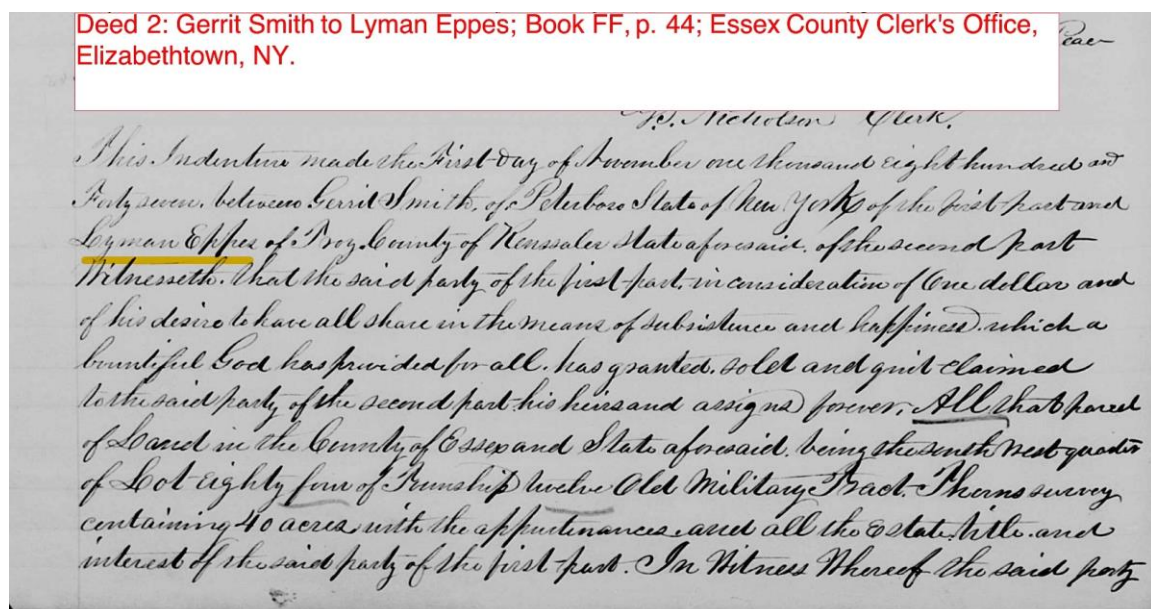 Deed 2: Gerrit Smith to Lyman Eppes; Book FF, p. 44; Essex County Clerk's Office,
Elizabethtown, NY.
Nicholson Clerk.
This Indenture made the First Day of November one thousand eight hundred and
Forty seven. between Gerrit Smith, of Peterboro State of New York of the first part and
Lyman Eppes of Troy County of Renssaler State aforesaid. of the second part
Witnesseth. that the said party of the first part, in consideration of One dollar and
of his desire to have all share in the means of subsistence and happiness. which a
bountiful God has provided for all. has granted. sold and quit claimed
to the said party of the second part his heirs and assigns forever, All that parcel
of Land in the County of Essex and State aforesaid. being the south west quarter
of Lot eighty four of Township twelve Old Military Tract. Thorns survey
containing 40 acres with the appurtenances and all the Estate. title. and
interest of the said party of the first part. In Witness Whereof the said party